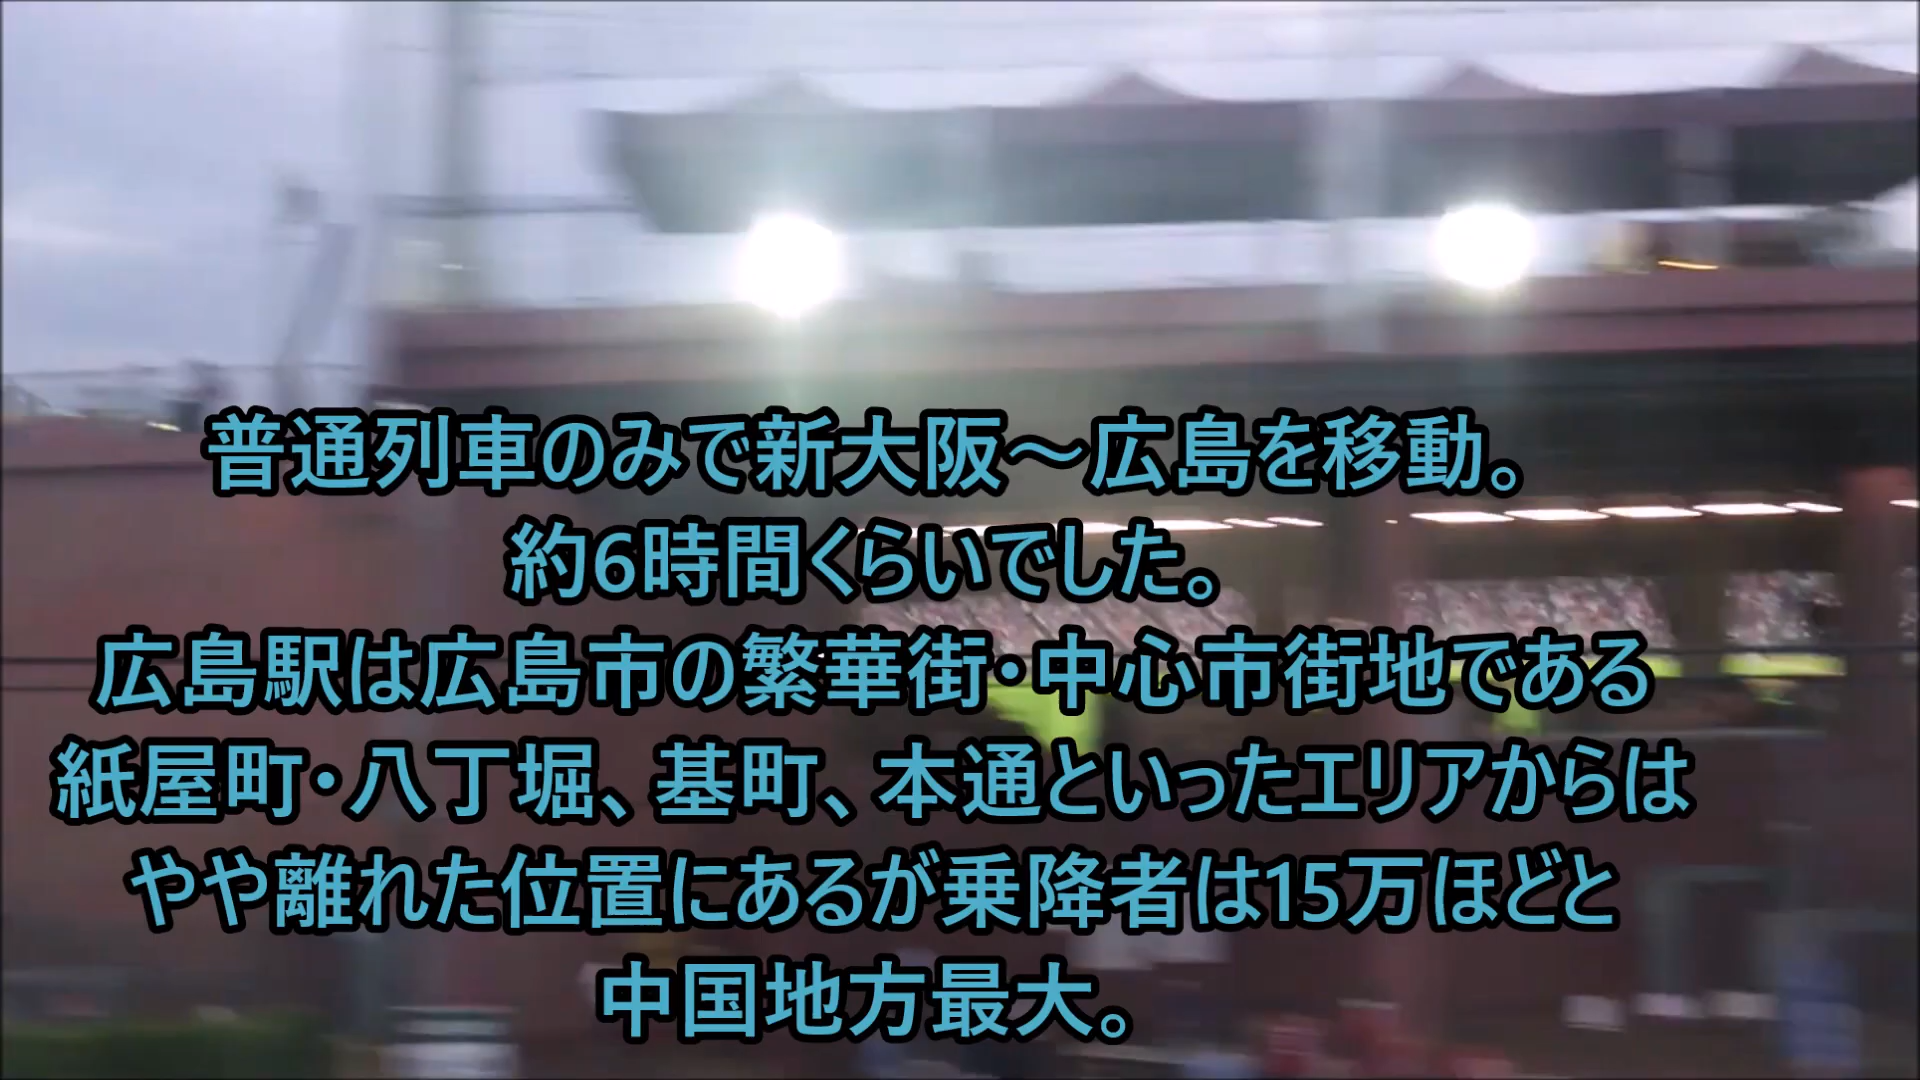 普通列車のみで新大阪～広島を移動。
約6時間くらいでした。
広島駅は広島市の繁華街・中心市街地である
紙屋町・八丁堀、基町、本通といったエリアからは
やや離れた位置にあるが乗降者は15万ほどと
中国地方最大。